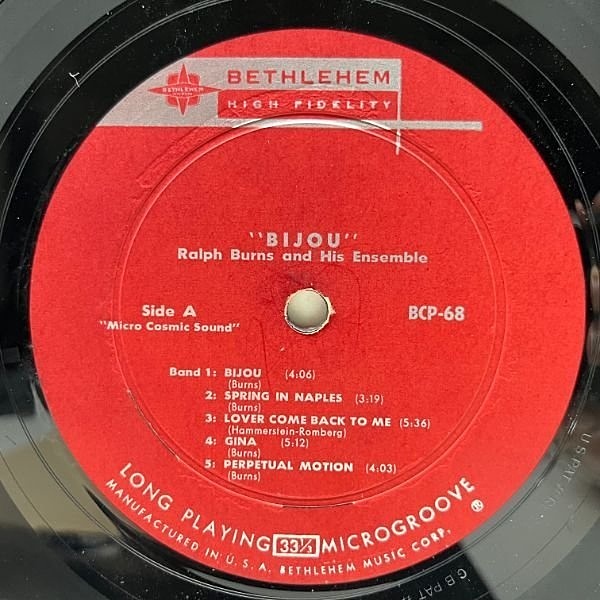 BETHLEHEM
BETHLEHEM
HIGH FIDELITY
"BIJOU"
Ralph Burns and His Ensemble
Side A
BCP-68
"Micro Cosmic Sound"
Band 1: BIJOU (4:06)
(Burns)
2: SPRING IN NAPLES (3:19)
(Burns)
3: LOVER COME BACK TO ME (5:36)
(Hammerstein-Romberg)
4: GINA (5:12)
(Burns)
5: PERPETUAL MOTION (4:03)
(Burns)
LONG PLAYING 33⅓ MICROGROOVE ®
MANUFACTURED IN U.S.A. BETHLEHEM MUSIC CORP.